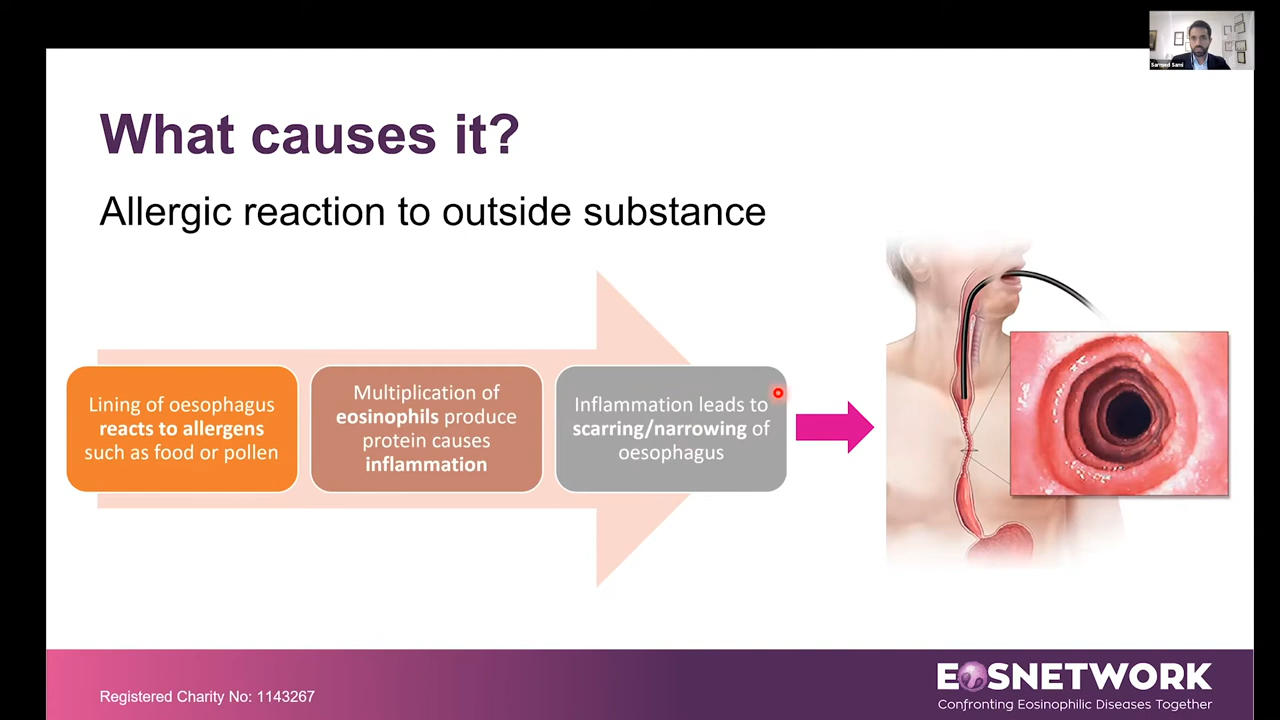 Sarmed Sami
What causes it?
Allergic reaction to outside substance
Lining of oesophagus
reacts to allergens
such as food or pollen
Multiplication of
eosinophils produce
protein causes
inflammation
Inflammation leads to
scarring/narrowing of
oesophagus
Registered Charity No: 1143267
EOSNETWORK
Confronting Eosinophilic Diseases Together